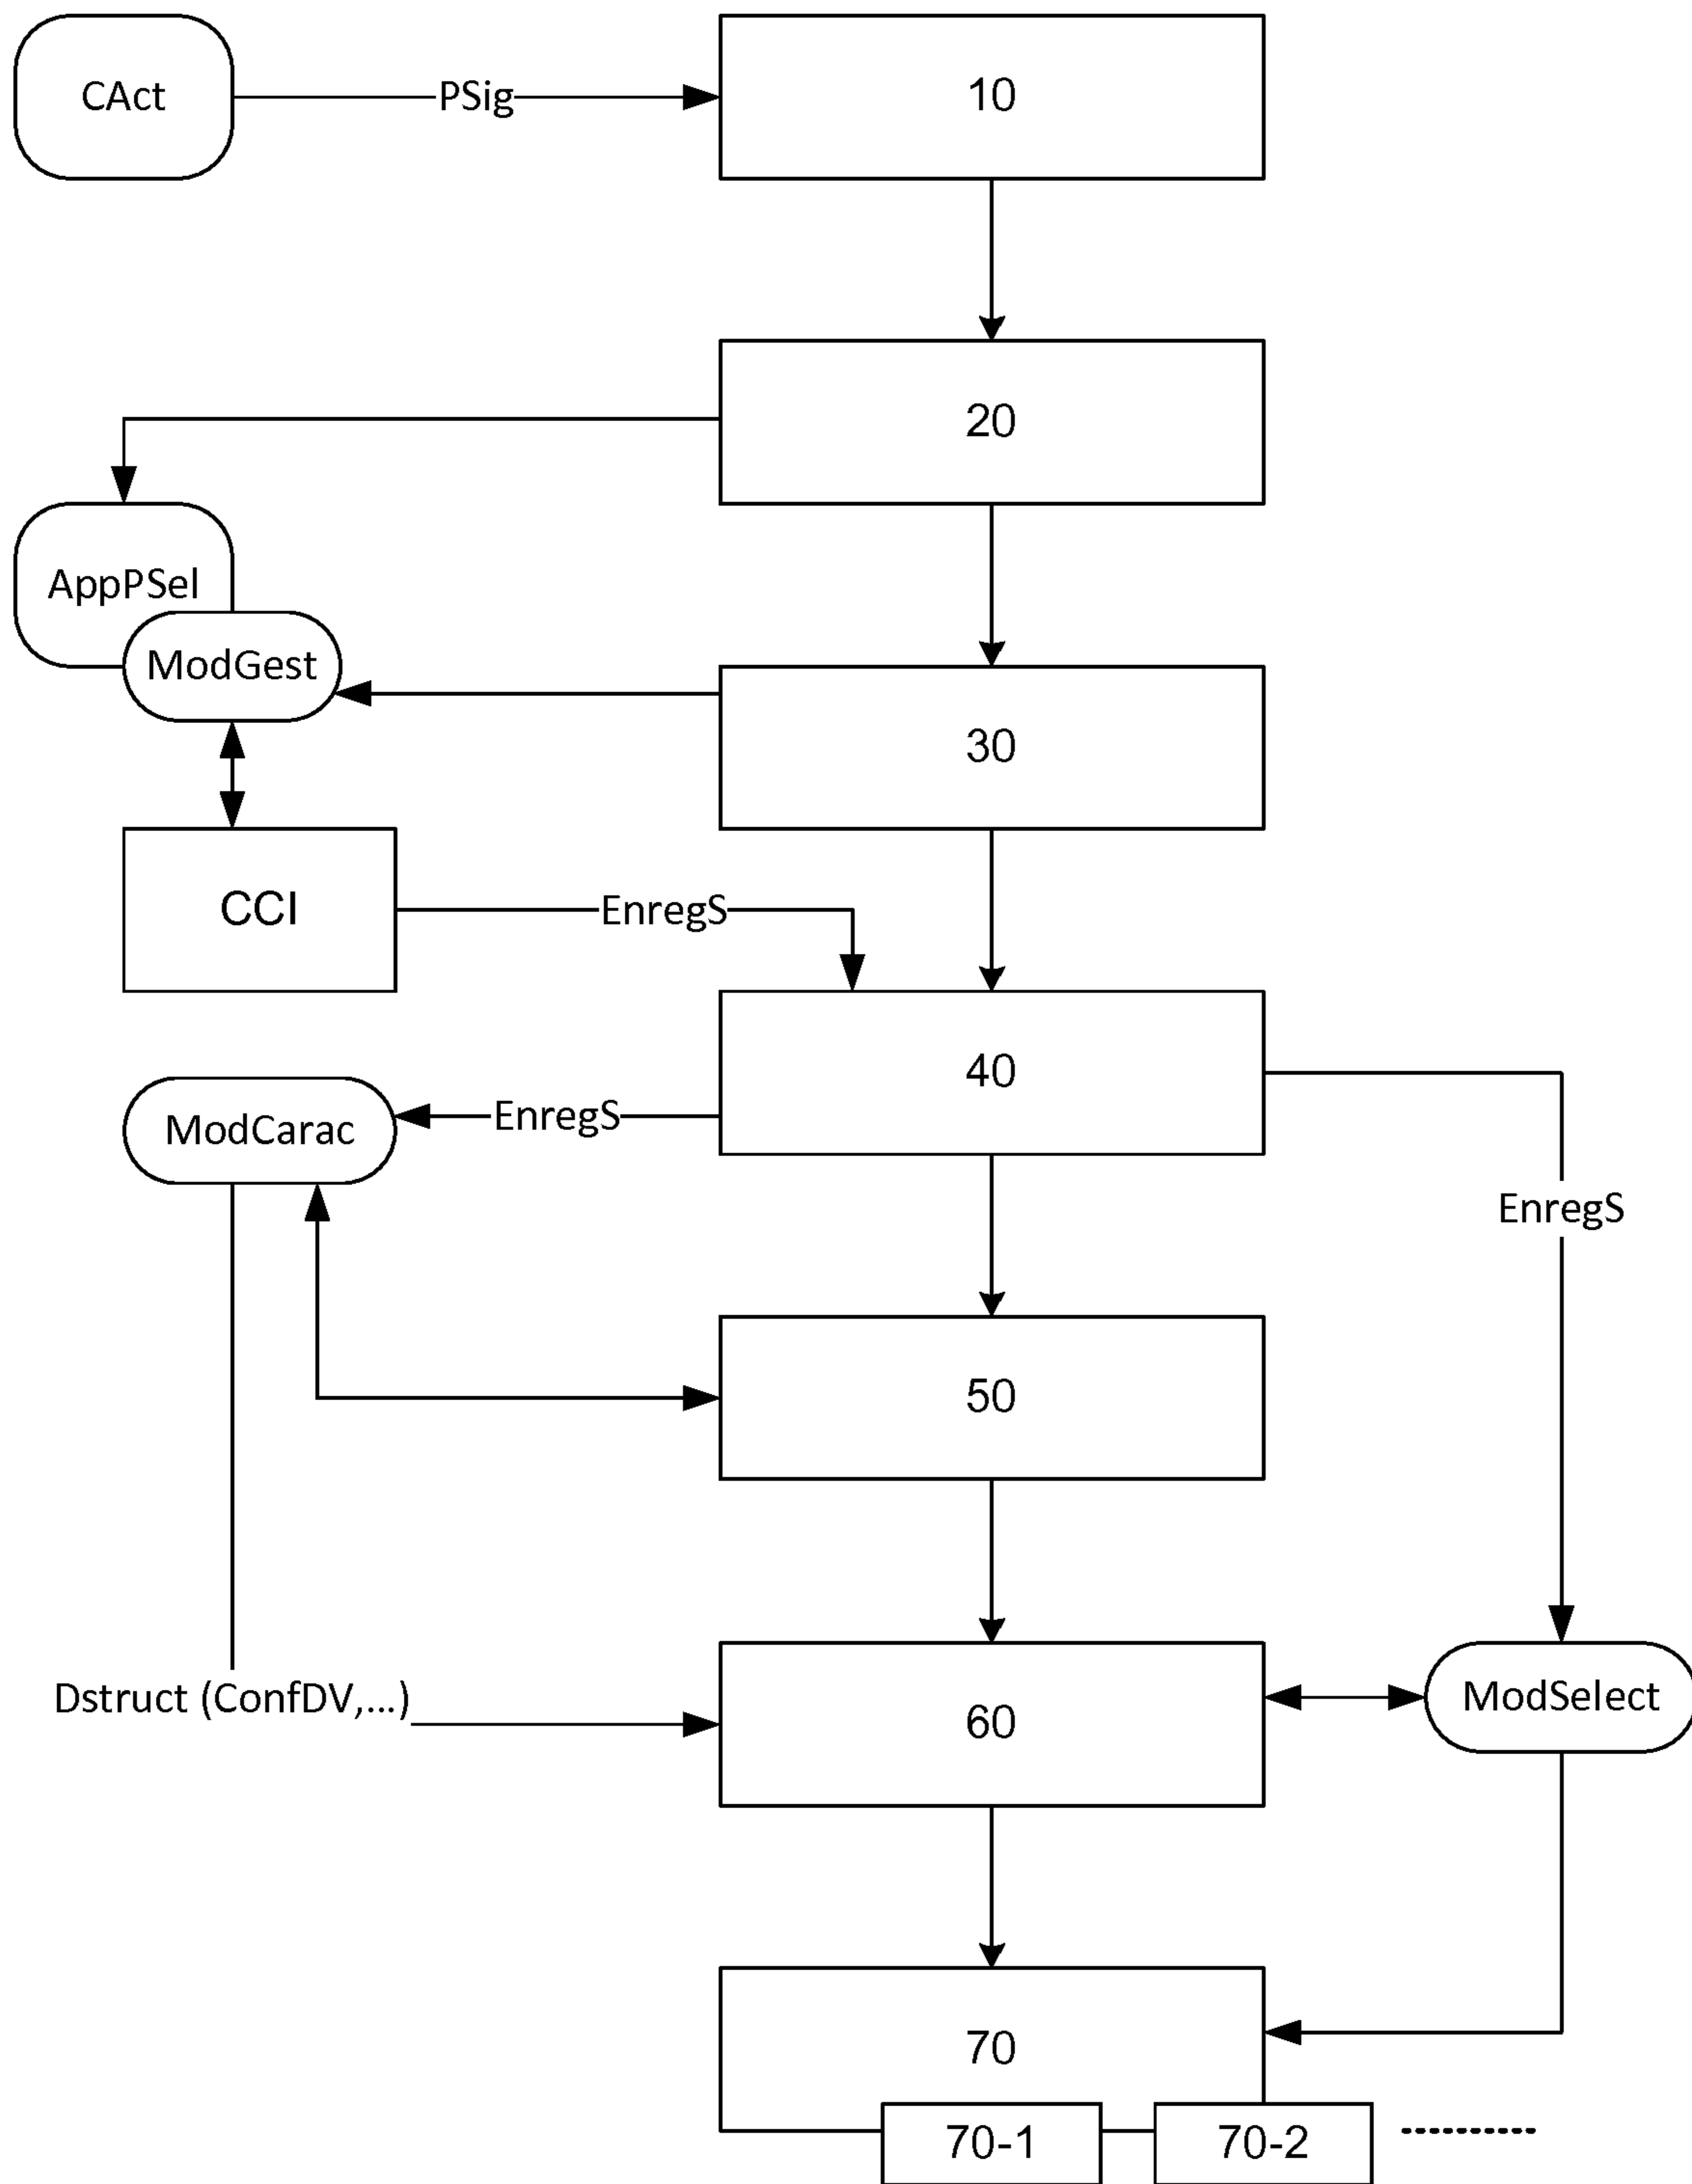 CAct
PSig
10
20
AppPSel
ModGest
30
CCI
EnregS
40
ModCarac
EnregS
EnregS
50
Dstruct (ConfDV,...)
60
ModSelect
70
70-1
70-2